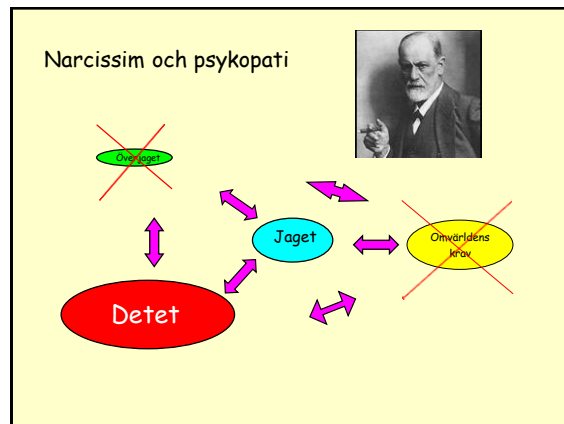 Narcissim och psykopati
Överjaget
Jaget
Omvärldens
krav
Detet